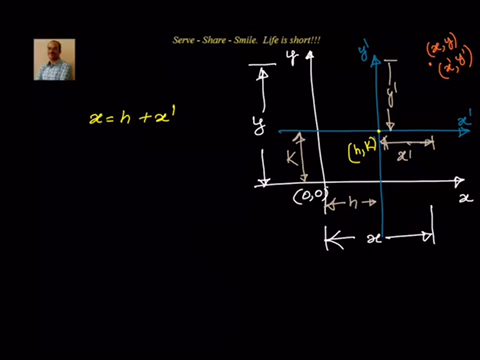 Serve - Share - Smile. Life is short!!!
x = h + x'
y
y'
(x, y)
(x', y')
y
y'
x'
K
(h, k)
x'
(0,0)
h
x
x